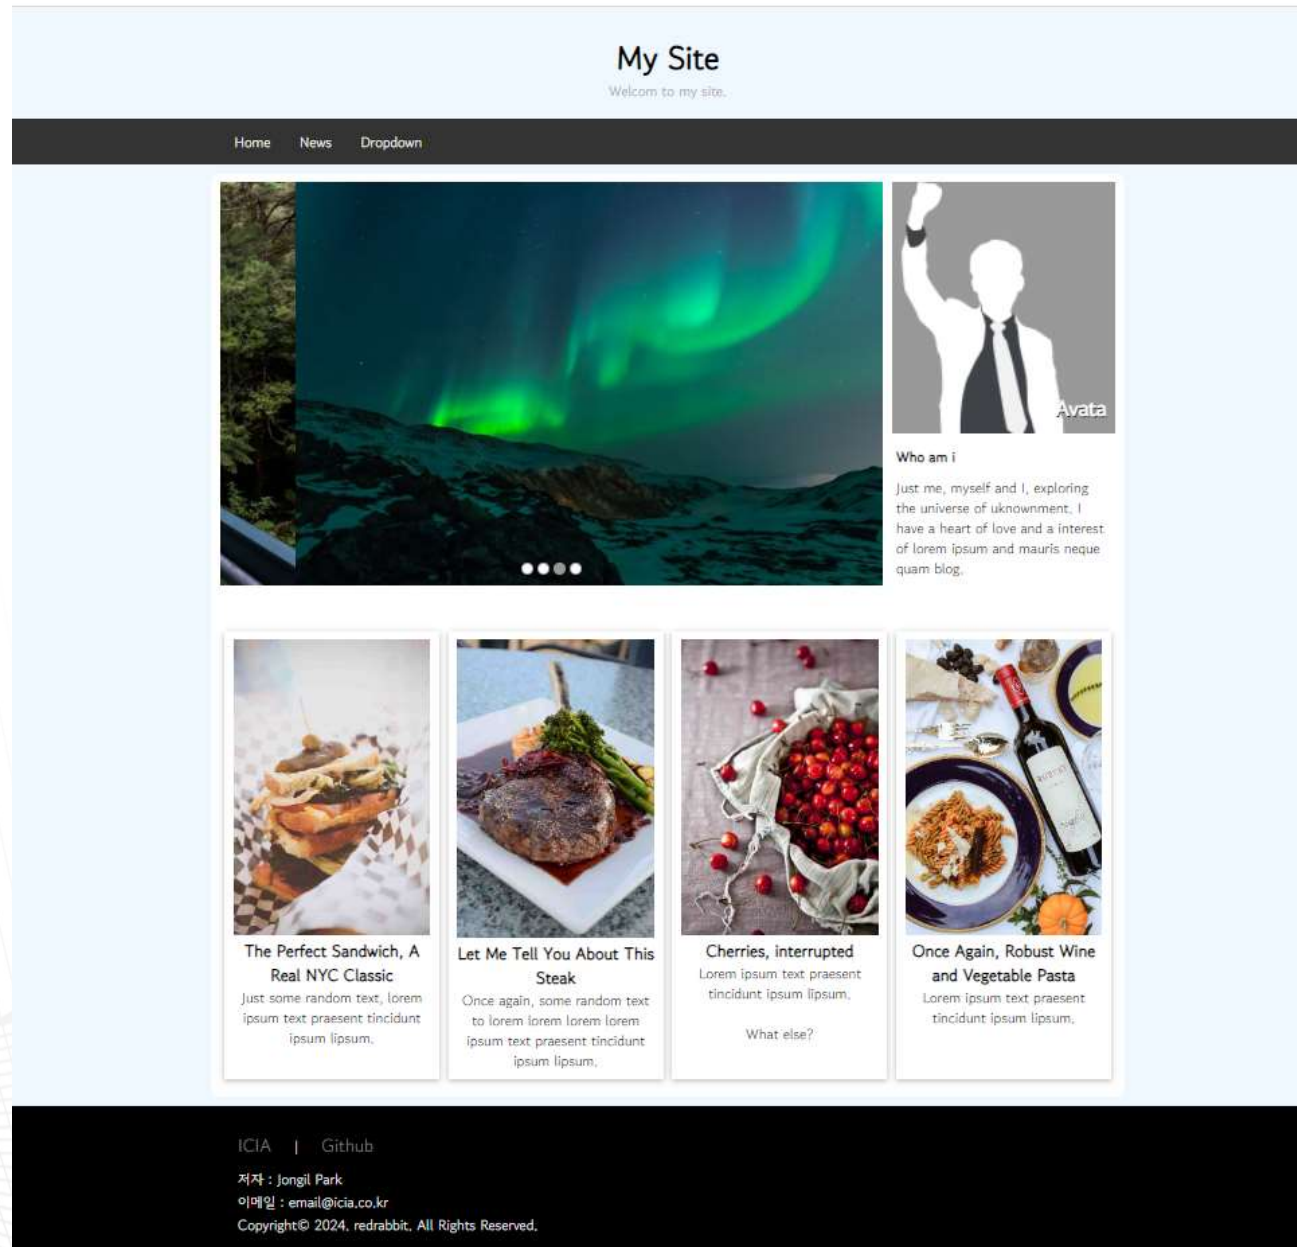 My Site
Welcom to my site.
Home News Dropdown
Avata
Who am i
Just me, myself and I, exploring
the universe of uknownment. I
have a heart of love and a interest
of lorem ipsum and mauris neque
quam blog.
The Perfect Sandwich, A
Real NYC Classic
Just some random text, lorem
ipsum text praesent tincidunt
ipsum lipsum.
Let Me Tell You About This
Steak
Once again, some random text
to lorem lorem lorem lorem
ipsum text praesent tincidunt
ipsum lipsum.
Cherries, interrupted
Lorem ipsum text praesent
tincidunt ipsum lipsum.
What else?
Once Again, Robust Wine
and Vegetable Pasta
Lorem ipsum text praesent
tincidunt ipsum lipsum.
ICIA | Github
저자 : Jongil Park
이메일 : email@icia.co.kr
Copyright© 2024. redrabbit. All Rights Reserved.